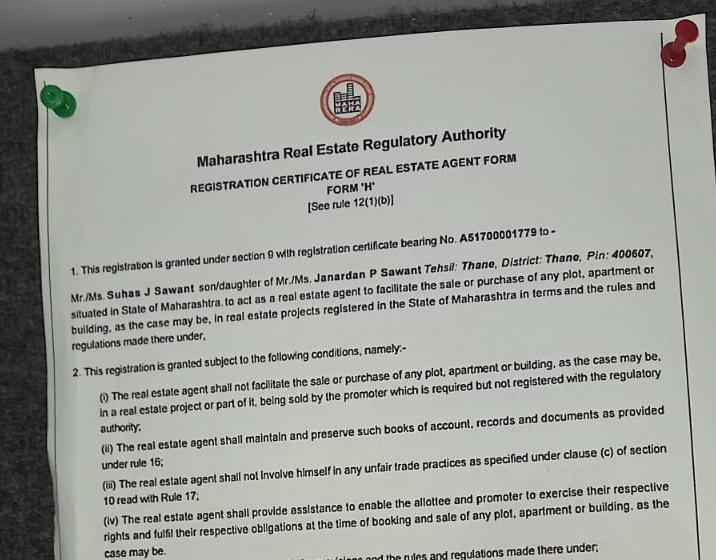 MAHA
RERA
Maharashtra Real Estate Regulatory Authority
REGISTRATION CERTIFICATE OF REAL ESTATE AGENT FORM
FORM 'H'
[See rule 12(1)(b)]
1. This registration is granted under section 9 with registration certificate bearing No. A51700001779 to -
Mr./Ms. Suhas J Sawant son/daughter of Mr./Ms. Janardan P Sawant Tehsil: Thane, District: Thane, Pin: 400607,
situated in State of Maharashtra. to act as a real estate agent to facilitate the sale or purchase of any plot, apartment or
building, as the case may be, in real estate projects registered in the State of Maharashtra in terms and the rules and
regulations made there under,
2. This registration is granted subject to the following conditions, namely:-
(i) The real estate agent shall not facilitate the sale or purchase of any plot, apartment or building, as the case may be,
in a real estate project or part of it, being sold by the promoter which is required but not registered with the regulatory
authority;
(ii) The real estate agent shall maintain and preserve such books of account, records and documents as provided
under rule 16;
(iii) The real estate agent shall not involve himself in any unfair trade practices as specified under clause (c) of section
10 read with Rule 17;
(iv) The real estate agent shall provide assistance to enable the allottee and promoter to exercise their respective
rights and fulfil their respective obligations at the time of booking and sale of any plot, apartment or building, as the
case may be.
and the rules and regulations made there under;